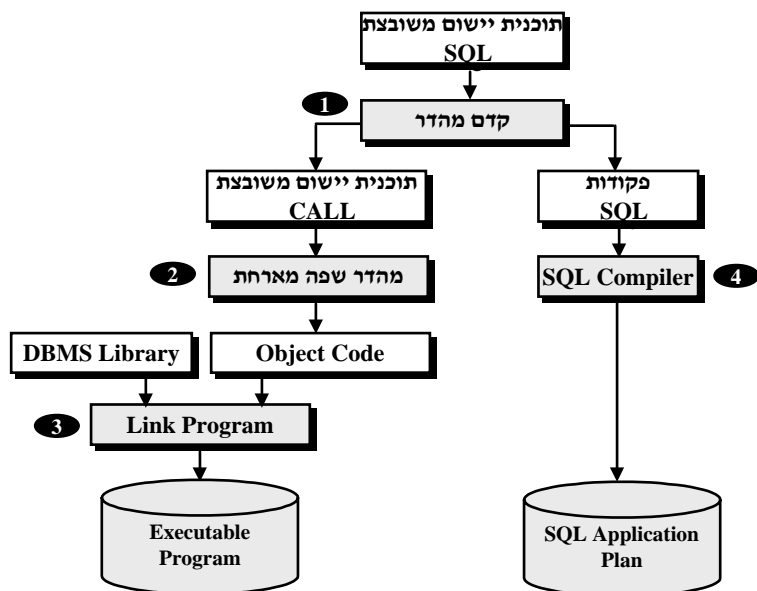 תוכנית יישום משובצת
SQL
1
קדם מהדר
תוכנית יישום משובצת
CALL
פקודות
SQL
2
מהדר שפה מארחת
SQL Compiler
4
DBMS Library
Object Code
3
Link Program
Executable
Program
SQL Application
Plan